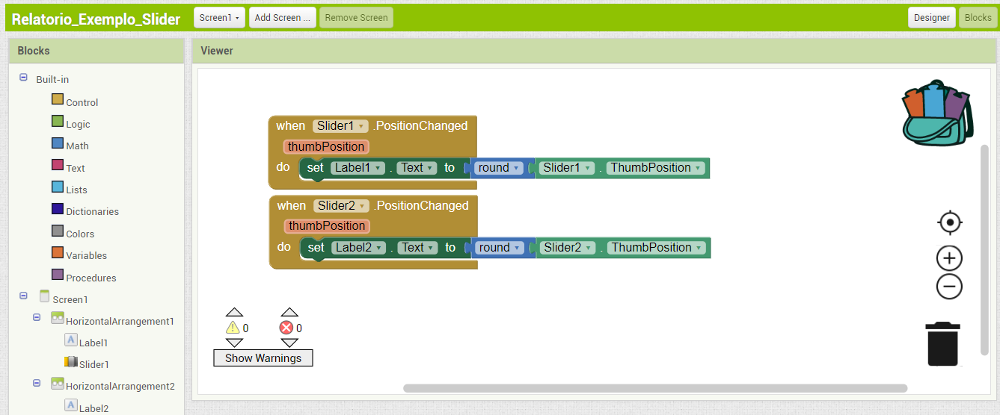 Relatorio_Exemplo_Slider Screen1 Add Screen ... Remove Screen Designer Blocks
Blocks
Viewer
Built-in
Control
Logic
Math
Text
Lists
Dictionaries
Colors
Variables
Procedures
Screen1
HorizontalArrangement1
A Label1
Slider1
HorizontalArrangement2
A Label2
when Slider1 .PositionChanged
thumbPosition
do set Label1 . Text to round Slider1 . ThumbPosition
when Slider2 .PositionChanged
thumbPosition
do set Label2 . Text to round Slider2 . ThumbPosition
0 0
Show Warnings